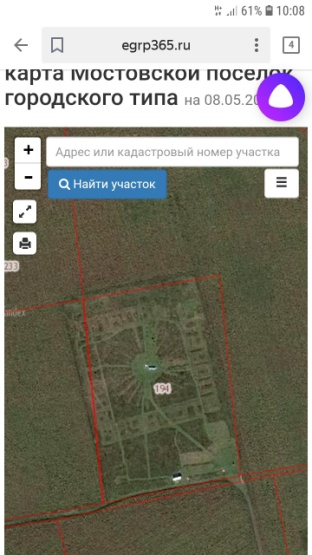 61% 10:08
egrp365.ru
4
карта Мостовской поселок
городского типа на 08.05.20
+
Адрес или кадастровый номер участка
-
Найти участок
233
194